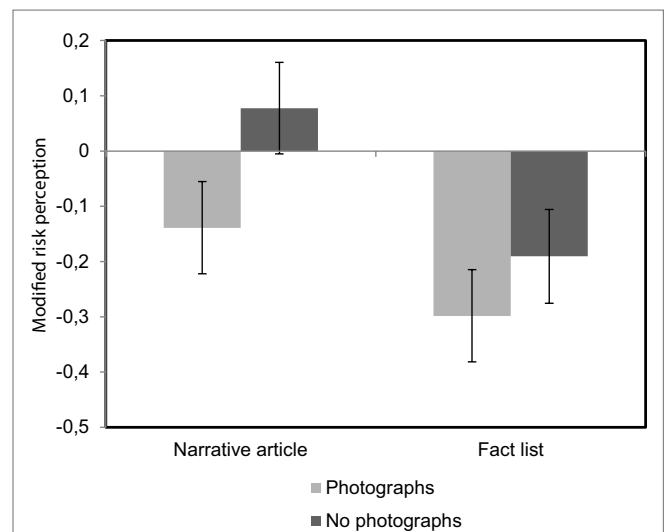 0,2
0,1
0
-0,1
-0,2
-0,3
-0,4
-0,5
Modified risk perception
Narrative article Fact list
Photographs
No photographs